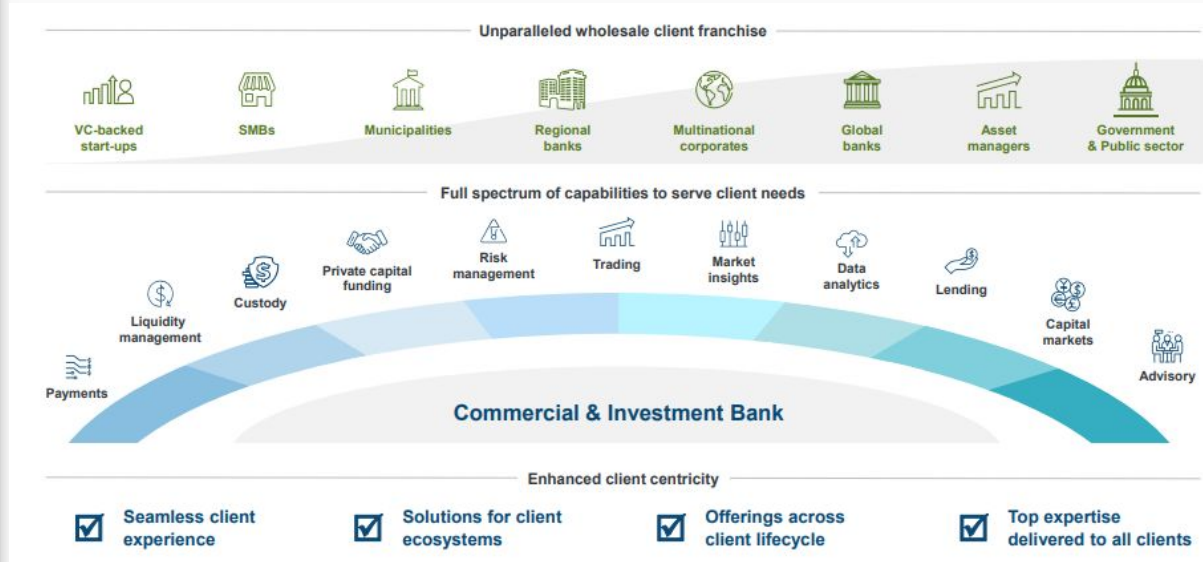 Unparalleled wholesale client franchise
VC-backed
start-ups
SMBs
Municipalities
Regional
banks
Multinational
corporates
Global
banks
Asset
managers
Government
& Public sector
Full spectrum of capabilities to serve client needs
Payments
Liquidity
management
Custody
Private capital
funding
Risk
management
Trading
Market
insights
Data
analytics
Lending
Capital
markets
Advisory
Commercial & Investment Bank
Enhanced client centricity
Seamless client
experience
Solutions for client
ecosystems
Offerings across
client lifecycle
Top expertise
delivered to all clients